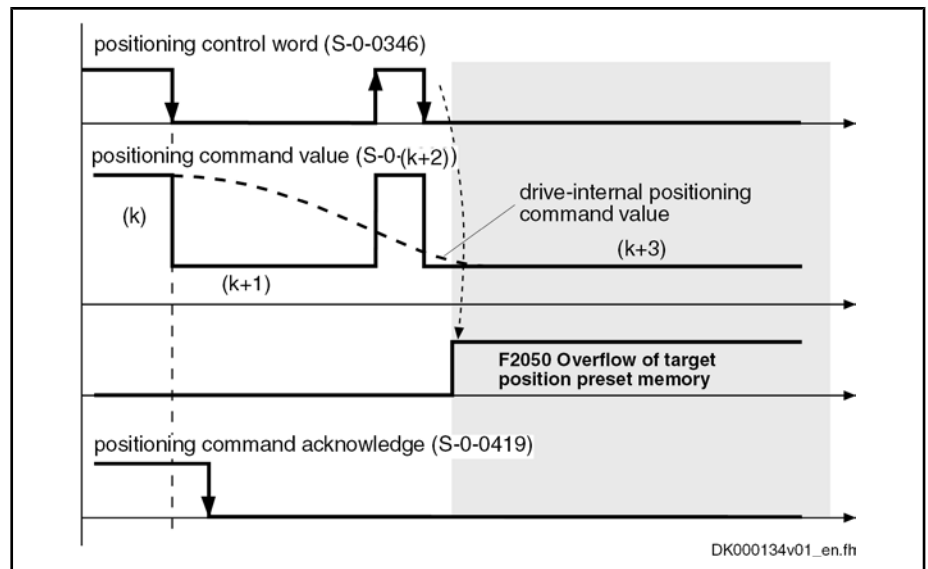 positioning control word (S-0-0346)
positioning command value (S-0-(k+2))
(k)
drive-internal positioning
command value
(k+3)
(k+1)
F2050 Overflow of target
position preset memory
positioning command acknowledge (S-0-0419)
DK000134v01_en.fh